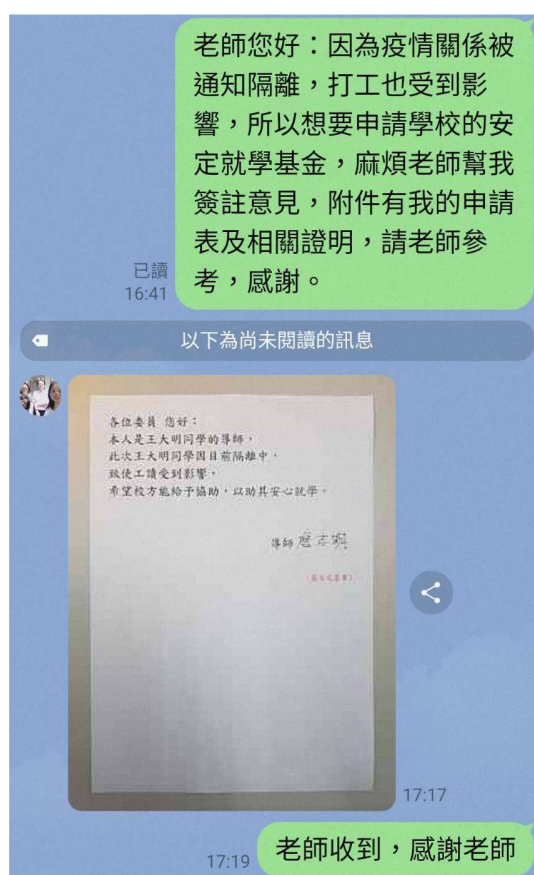 老師您好：因為疫情關係被
通知隔離，打工也受到影
響，所以想要申請學校的安
定就學基金，麻煩老師幫我
簽註意見，附件有我的申請
表及相關證明，請老師參
考，感謝。
已讀
16:41
以下為尚未閱讀的訊息
各位委員 您好：
本人是王大明同學的導師，
此次王大明同學因目前隔離中，
致使工讀受到影響，
希望校方能給予協助，以助其安心就學。
導師
17:17
老師收到，感謝老師
17:19